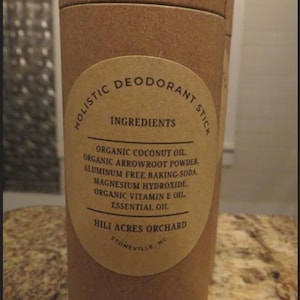 HOLISTIC DEODORANT STICK
INGREDIENTS
ORGANIC COCONUT OIL,
ORGANIC ARROWROOT POWDER,
ALUMINUM FREE BAKING-SODA,
MAGNESIUM HYDROXIDE,
ORGANIC VITAMIN E OIL,
ESSENTIAL OIL
HILI ACRES ORCHARD
STONEVILLE, NC.